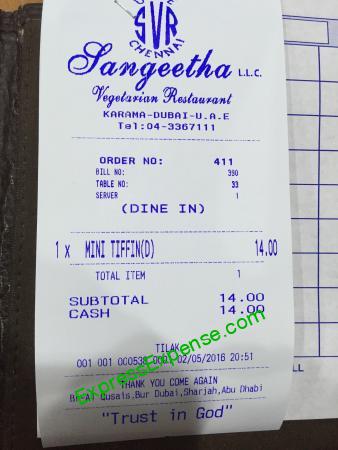 SVR
CHENNAI
Sangeetha L.L.C.
Vegetarian Restaurant
KARAMA-DUBAI-U.A.E
Tel:04-3367111
ORDER NO: 411
BILL NO: 390
TABLE NO: 33
SERVER 1
(DINE IN)
1 x MINI TIFFIN(D) 14.00
TOTAL ITEM 1
SUBTOTAL 14.00
CASH 14.00
TILAK
001 001 000538 0001 02/05/2016 20:51
ExpressExpense.com
THANK YOU COME AGAIN
Qusais,Bur Dubai,Sharjah,Abu Dhabi
"Trust in God"
LL